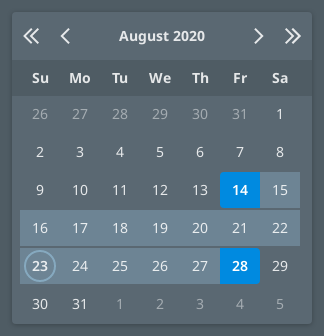 August 2020
Su Mo Tu We Th Fr Sa
26 27 28 29 30 31 1
2 3 4 5 6 7 8
9 10 11 12 13 14 15
16 17 18 19 20 21 22
23 24 25 26 27 28 29
30 31 1 2 3 4 5